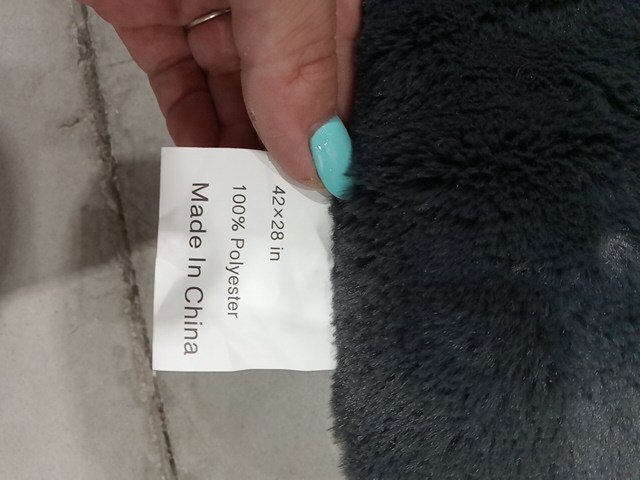 42×28 in
100% Polyester
Made In China